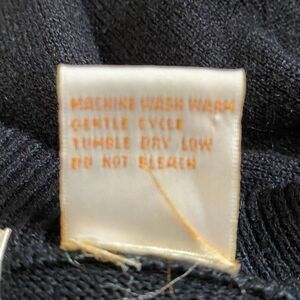 MACHINE WASH WARM
GENTLE CYCLE
TUMBLE DRY LOW
DO NOT BLEACH